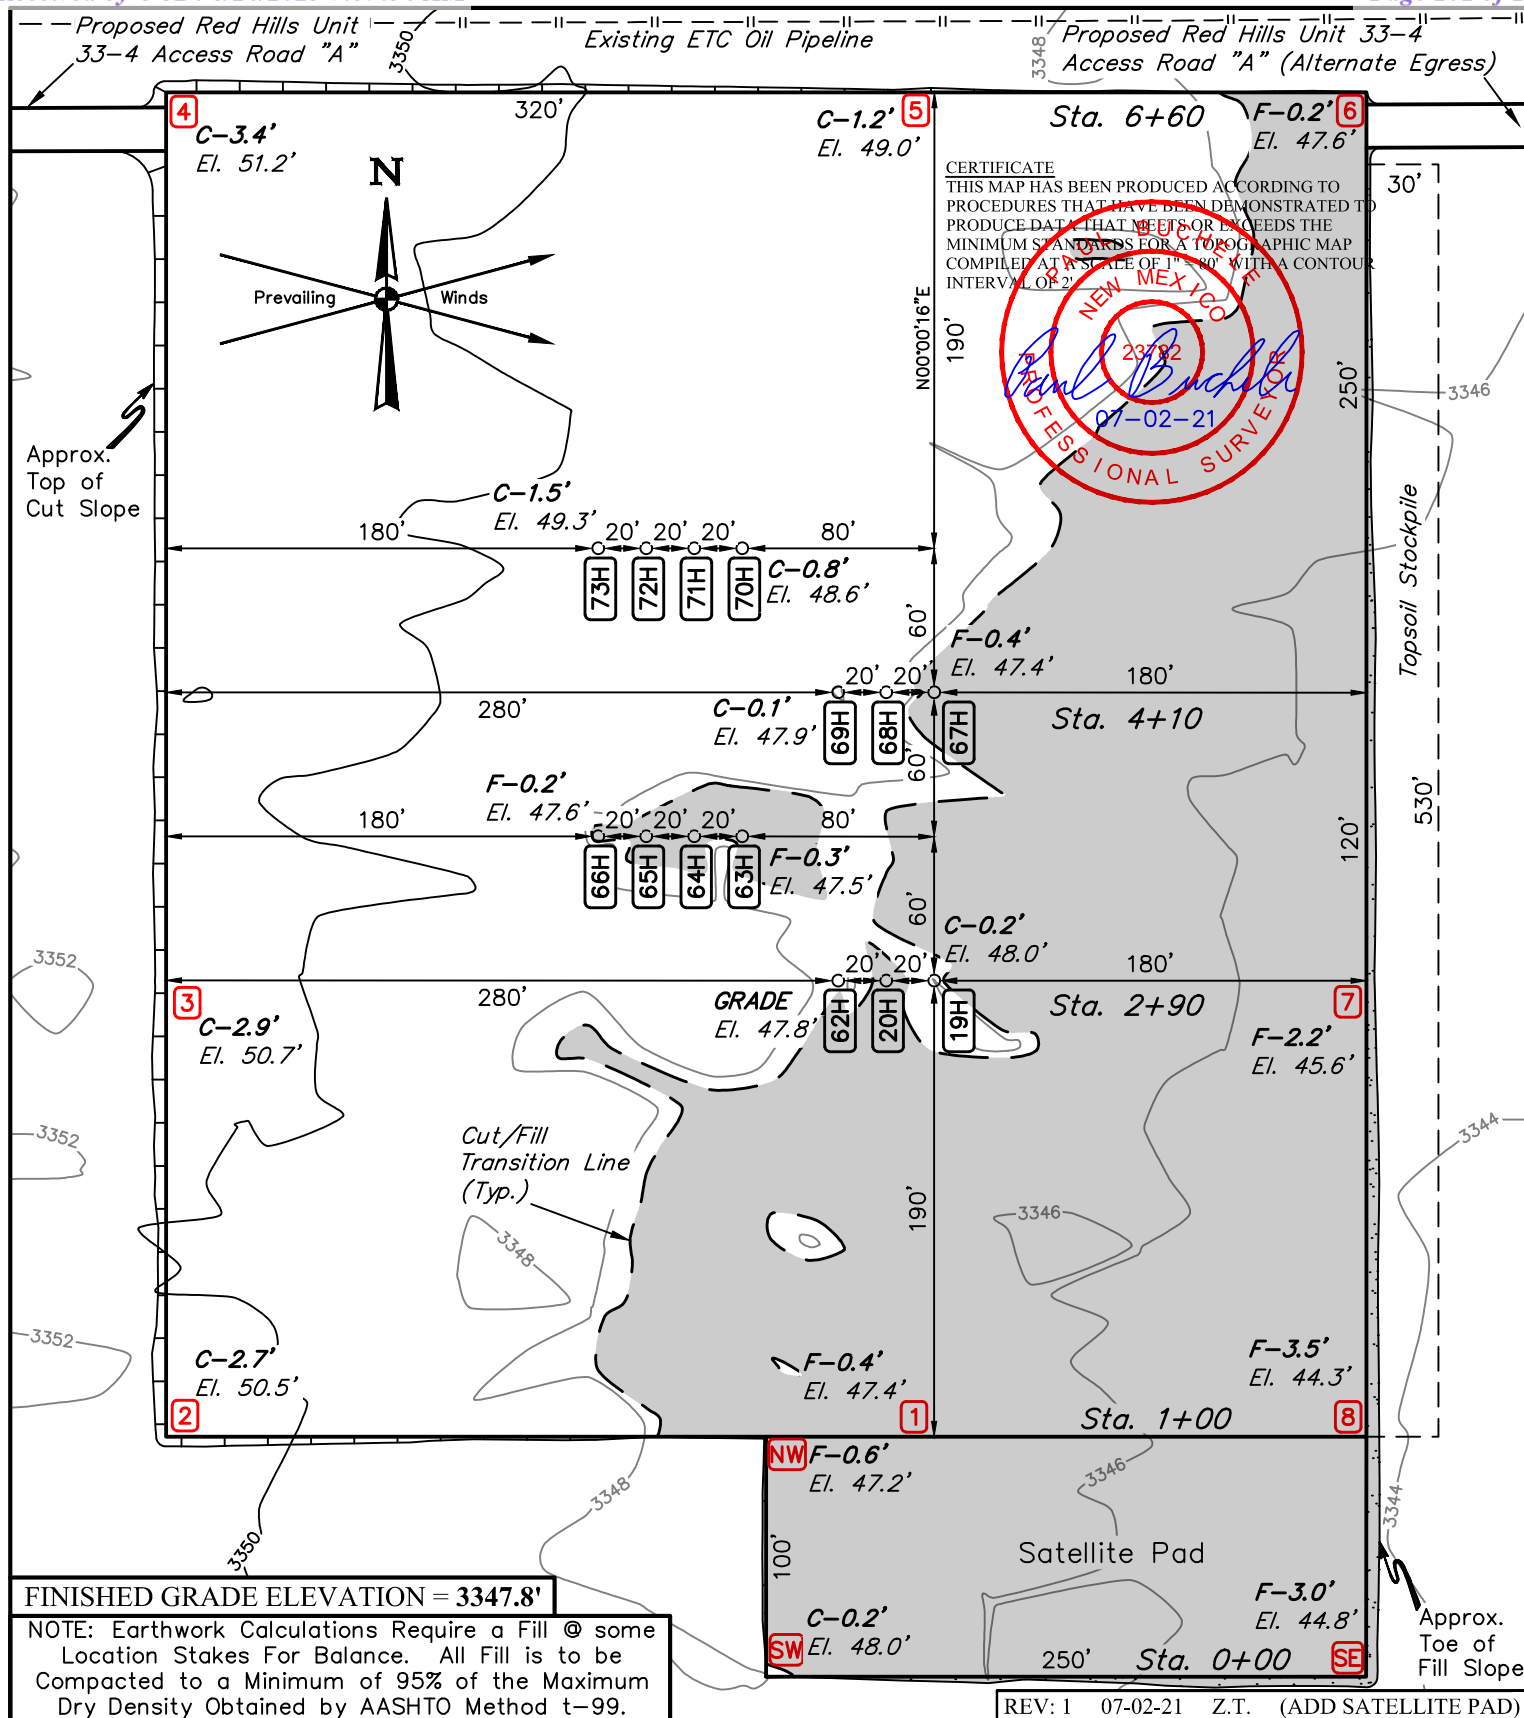 Proposed Red Hills Unit
33-4 Access Road "A"
3350
Existing ETC Oil Pipeline
3348
Proposed Red Hills Unit 33-4
Access Road "A" (Alternate Egress)
4
C-3.4'
El. 51.2'
320'
C-1.2'
El. 49.0'
5
Sta. 6+60
F-0.2'
El. 47.6'
6
30'
N
Prevailing Winds
CERTIFICATE
THIS MAP HAS BEEN PRODUCED ACCORDING TO
PROCEDURES THAT HAVE BEEN DEMONSTRATED TO
PRODUCE DATA THAT MEETS OR EXCEEDS THE
MINIMUM STANDARDS FOR A TOPOGRAPHIC MAP
COMPILED AT A SCALE OF 1" = 80' WITH A CONTOUR
INTERVAL OF 2'
PAUL BUCHELE
NEW MEXICO
23782
PROFESSIONAL SURVEYOR
Paul Buchele
07-02-21
N00°00'16"E
190'
250'
3346
Approx.
Top of
Cut Slope
Topsoil Stockpile
C-1.5'
El. 49.3'
180'
20'
20'
20'
80'
73H
72H
71H
70H
C-0.8'
El. 48.6'
60'
F-0.4'
El. 47.4'
280'
20'
20'
180'
C-0.1'
El. 47.9'
69H
68H
67H
Sta. 4+10
60'
F-0.2'
El. 47.6'
180'
20'
20'
20'
80'
66H
65H
64H
63H
F-0.3'
El. 47.5'
120'
530'
60'
C-0.2'
El. 48.0'
3352
3
C-2.9'
El. 50.7'
280'
20'
20'
180'
GRADE
El. 47.8'
62H
20H
19H
Sta. 2+90
7
F-2.2'
El. 45.6'
3352
Cut/Fill
Transition Line
(Typ.)
3344
190'
3346
3348
3352
C-2.7'
El. 50.5'
2
F-0.4'
El. 47.4'
1
F-3.5'
El. 44.3'
Sta. 1+00
8
NW
F-0.6'
El. 47.2'
3346
3348
3344
3350
100'
Satellite Pad
C-0.2'
El. 48.0'
SW
F-3.0'
El. 44.8'
250'
Sta. 0+00
SE
Approx.
Toe of
Fill Slope
FINISHED GRADE ELEVATION = 3347.8'
NOTE: Earthwork Calculations Require a Fill @ some
Location Stakes For Balance. All Fill is to be
Compacted to a Minimum of 95% of the Maximum
Dry Density Obtained by AASHTO Method t-99.
REV: 1 07-02-21 Z.T. (ADD SATELLITE PAD)